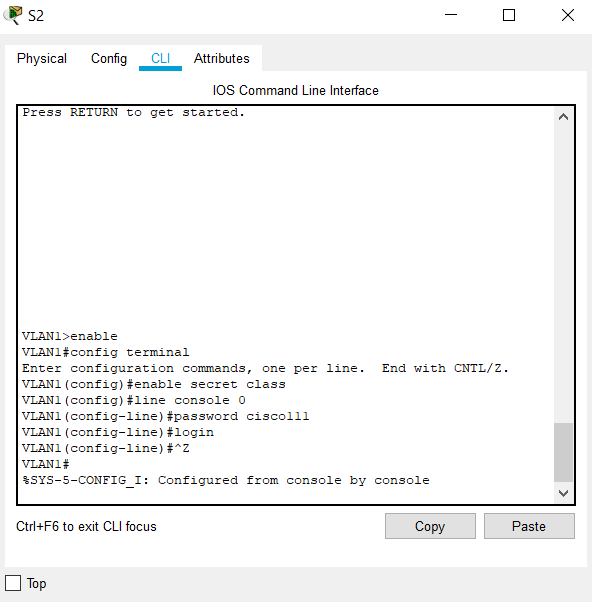 S2
Physical Config CLI Attributes
IOS Command Line Interface
Press RETURN to get started.
VLAN1>enable
VLAN1#config terminal
Enter configuration commands, one per line.  End with CNTL/Z.
VLAN1(config)#enable secret class
VLAN1(config)#line console 0
VLAN1(config-line)#password cisco111
VLAN1(config-line)#login
VLAN1(config-line)#^Z
VLAN1#
%SYS-5-CONFIG_I: Configured from console by console
Ctrl+F6 to exit CLI focus Copy Paste
Top